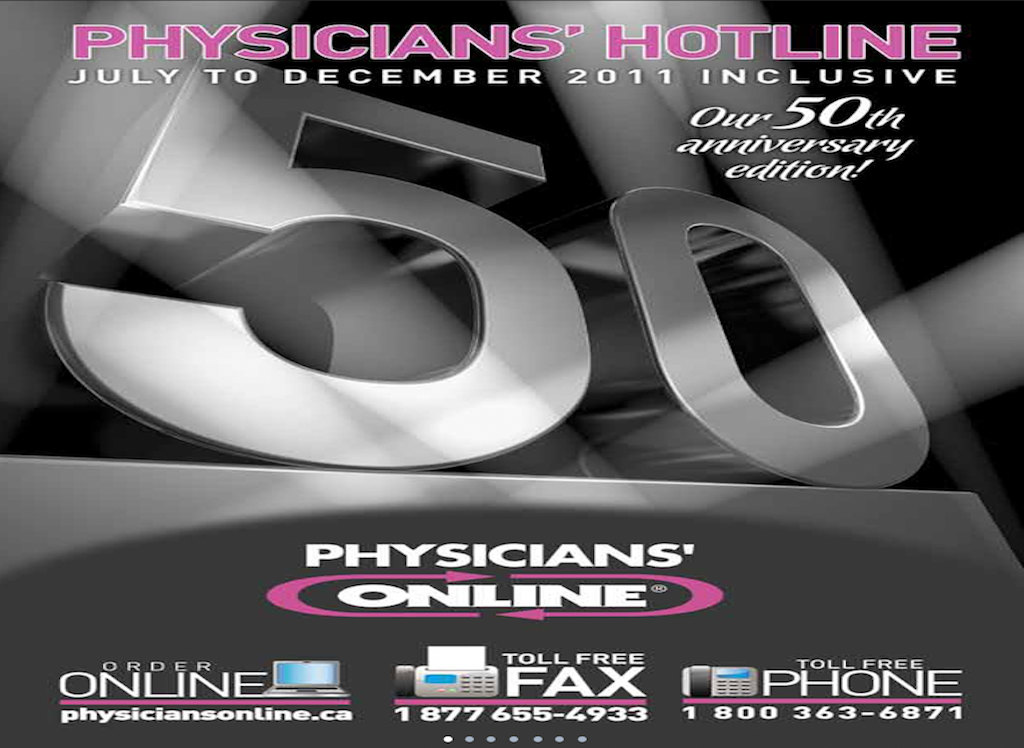 PHYSICIANS' HOTLINE
JULY TO DECEMBER 2011 INCLUSIVE
Our 50th
anniversary
edition!
50
PHYSICIANS'
ONLINE®
ORDER
ONLINE
physiciansonline.ca
TOLL FREE
FAX
1 877 655-4933
TOLL FREE
PHONE
1 800 363-6871